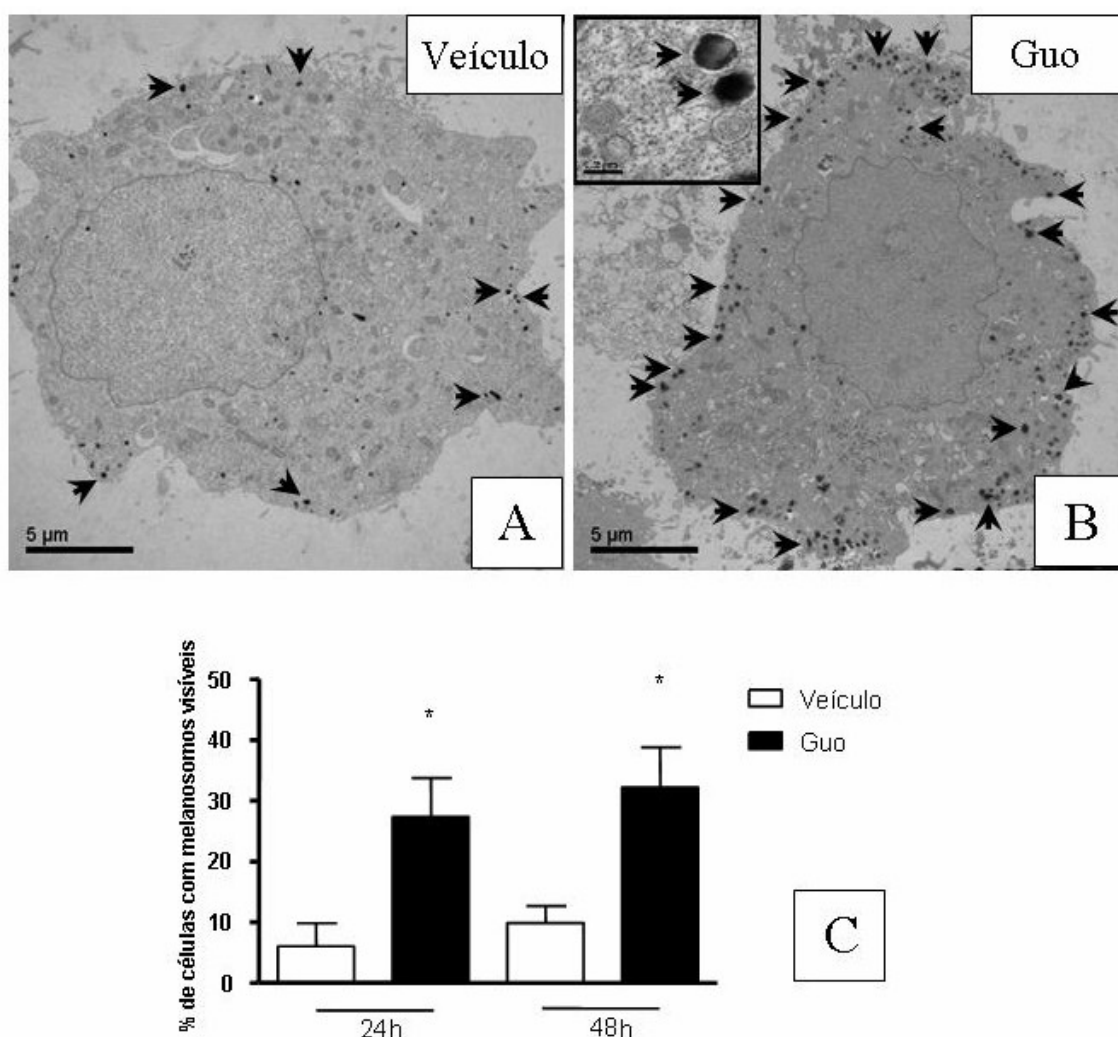 Veículo
Guo
A
5 µm
B
5 µm
% de células com melanosomos visíveis
50
40
30
20
10
0
*
*
Veículo
Guo
C
24h
48h